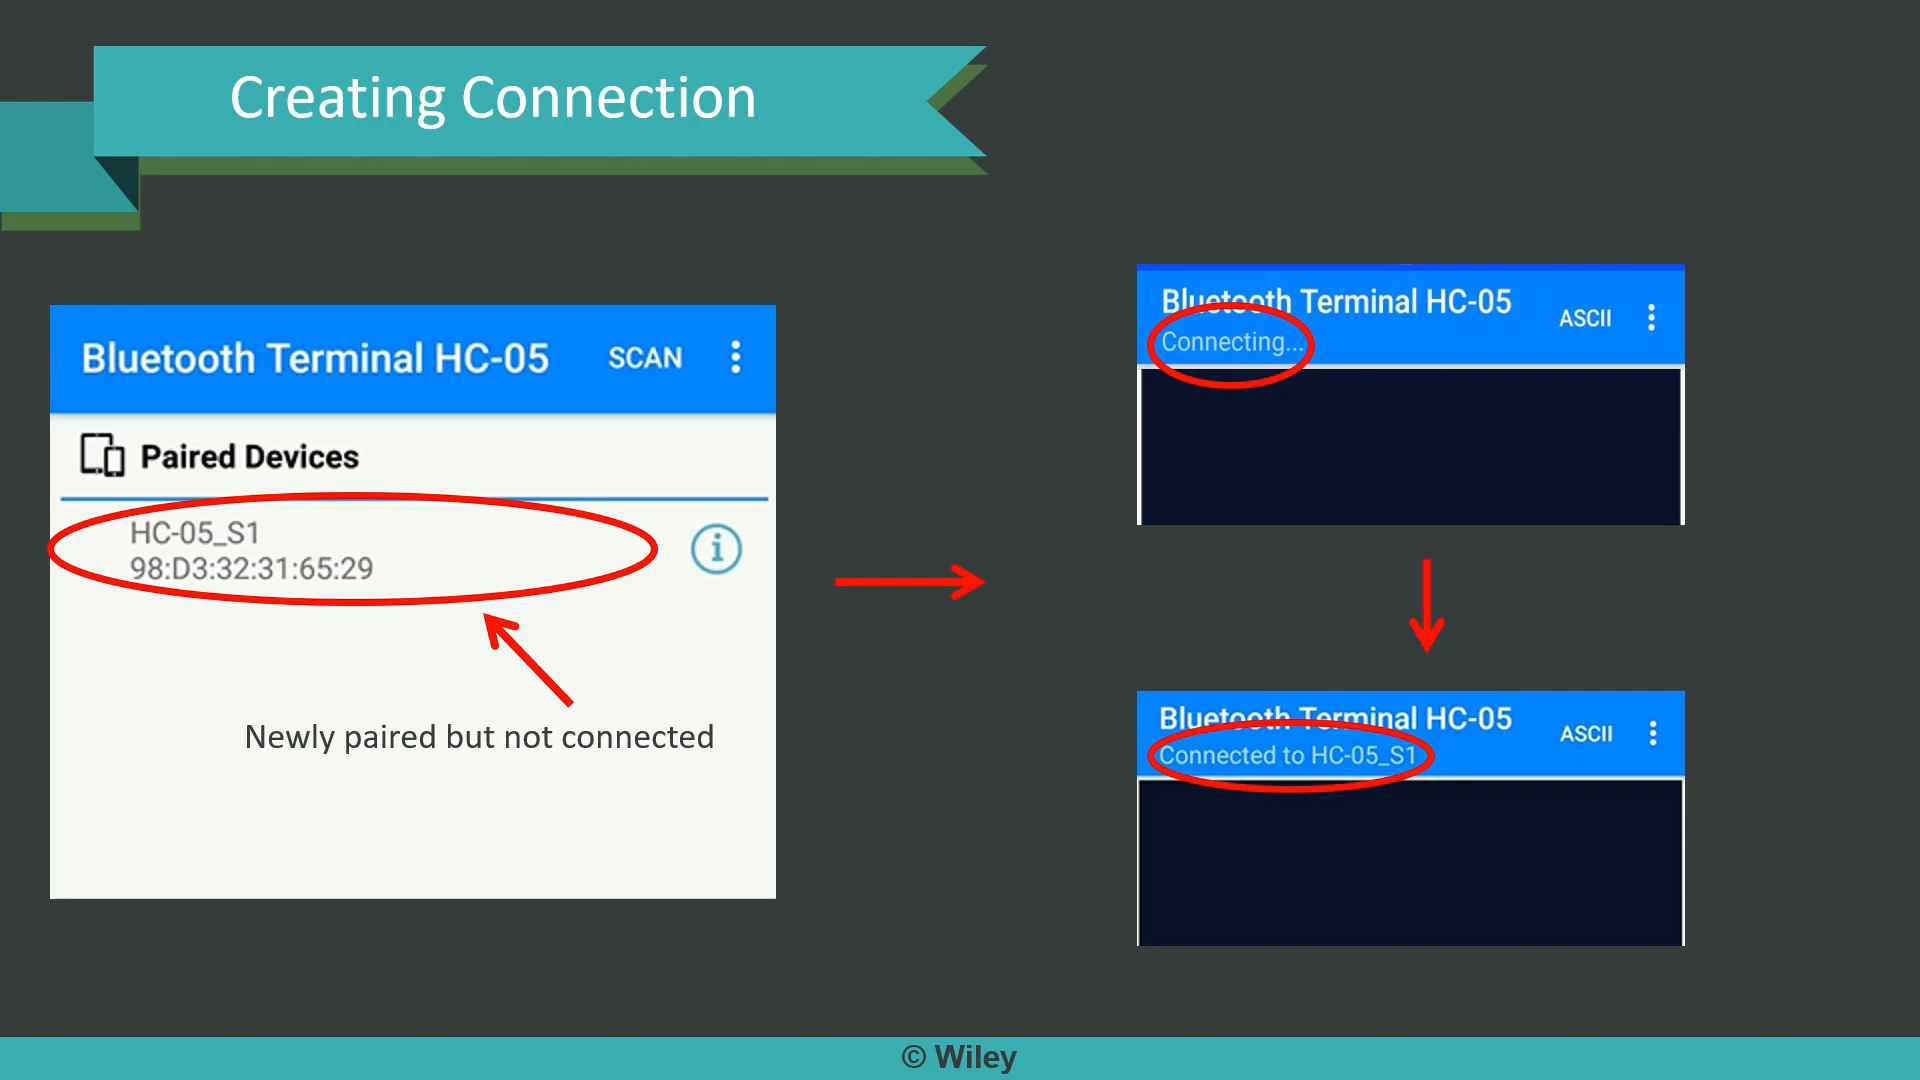 Creating Connection
Bluetooth Terminal HC-05 SCAN
Paired Devices
HC-05_S1
98:D3:32:31:65:29
Newly paired but not connected
Bluetooth Terminal HC-05 ASCII
Connecting...
Bluetooth Terminal HC-05 ASCII
Connected to HC-05_S1
© Wiley